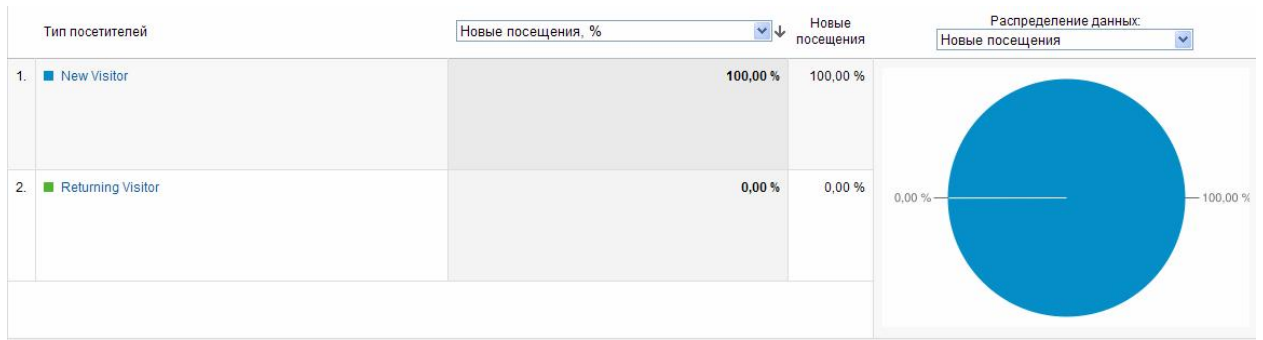 Тип посетителей
Новые посещения, %
Новые
посещения
Распределение данных:
Новые посещения
1. New Visitor 100,00 % 100,00 %
2. Returning Visitor 0,00 % 0,00 %
0,00 % 100,00 %